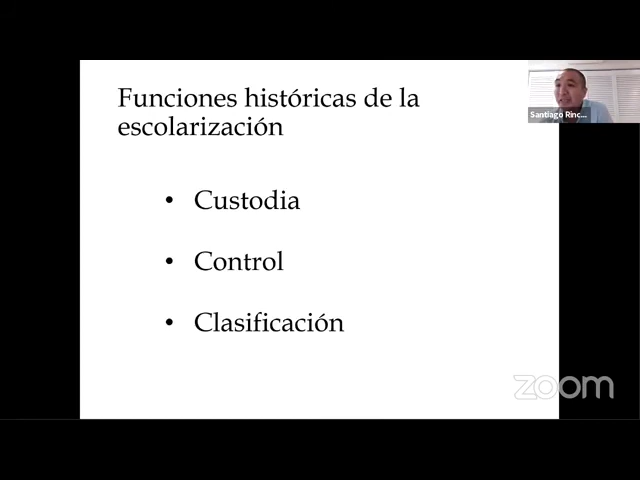 Funciones históricas de la
escolarización
• Custodia
• Control
• Clasificación
Santiago Rinc...
zoom